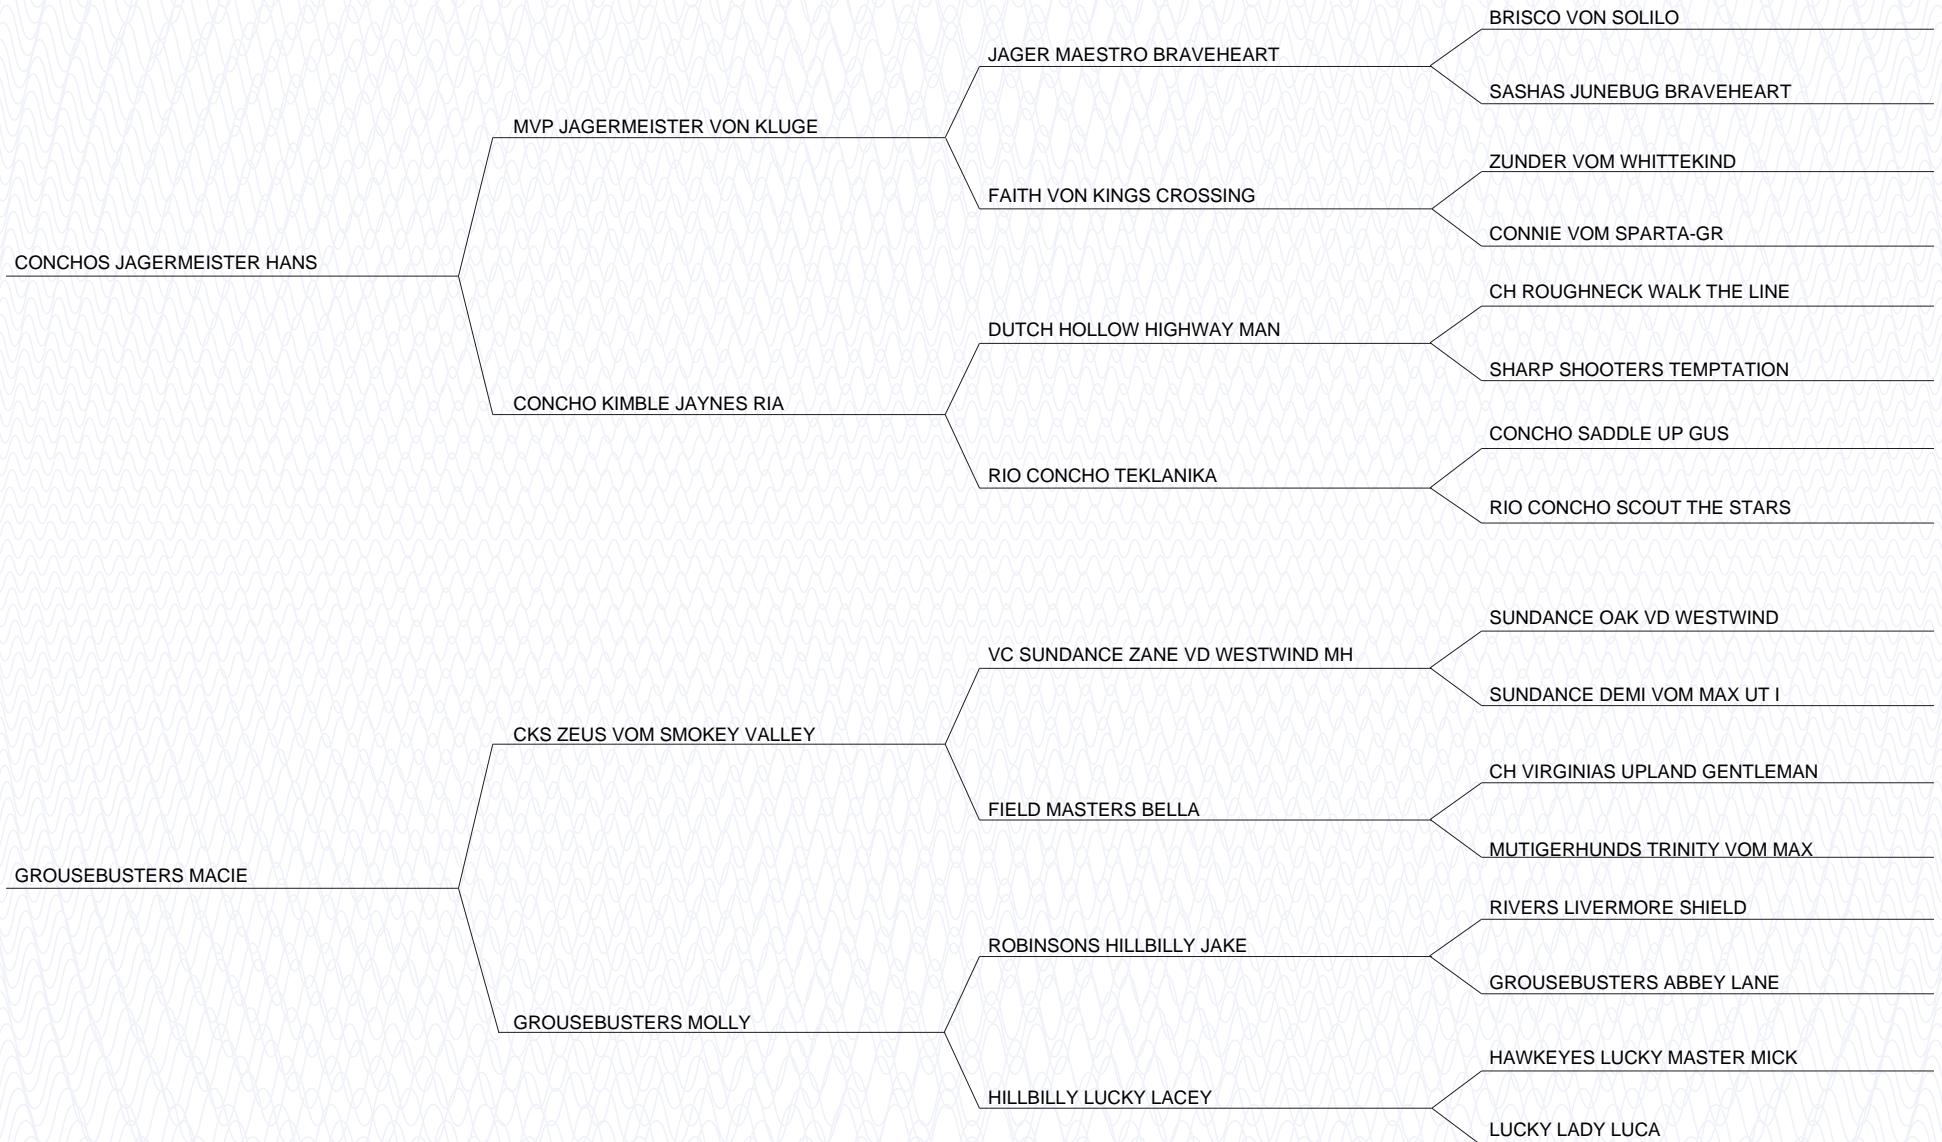 BRISCO VON SOLILO
JAGER MAESTRO BRAVEHEART
SASHAS JUNEBUG BRAVEHEART
MVP JAGERMEISTER VON KLUGE
ZUNDER VOM WHITTEKIND
FAITH VON KINGS CROSSING
CONNIE VOM SPARTA-GR
CONCHOS JAGERMEISTER HANS
CH ROUGHNECK WALK THE LINE
DUTCH HOLLOW HIGHWAY MAN
SHARP SHOOTERS TEMPTATION
CONCHO KIMBLE JAYNES RIA
CONCHO SADDLE UP GUS
RIO CONCHO TEKLANIKA
RIO CONCHO SCOUT THE STARS
SUNDANCE OAK VD WESTWIND
VC SUNDANCE ZANE VD WESTWIND MH
SUNDANCE DEMI VOM MAX UT I
CKS ZEUS VOM SMOKEY VALLEY
CH VIRGINIAS UPLAND GENTLEMAN
FIELD MASTERS BELLA
MUTIGERHUNDS TRINITY VOM MAX
GROUSEBUSTERS MACIE
RIVERS LIVERMORE SHIELD
ROBINSONS HILLBILLY JAKE
GROUSEBUSTERS ABBEY LANE
GROUSEBUSTERS MOLLY
HAWKEYES LUCKY MASTER MICK
HILLBILLY LUCKY LACEY
LUCKY LADY LUCA